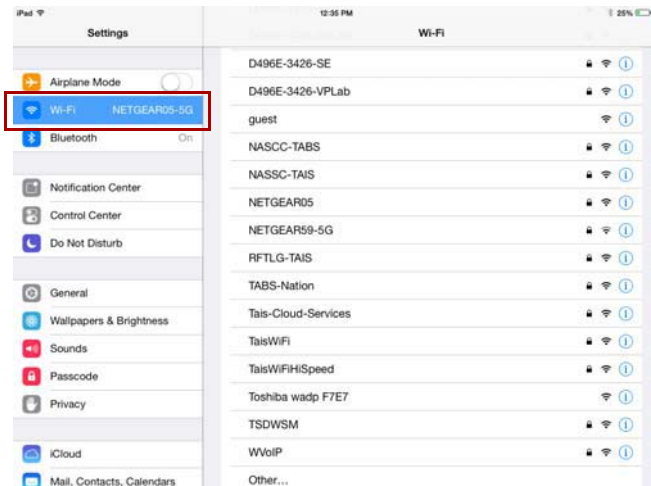 iPad
12:35 PM
25%
Settings
Wi-Fi
Airplane Mode
Wi-Fi NETGEAR05-5G
Bluetooth On
Notification Center
Control Center
Do Not Disturb
General
Wallpapers & Brightness
Sounds
Passcode
Privacy
iCloud
Mail, Contacts, Calendars
D496E-3426-SE
D496E-3426-VPLab
guest
NASCC-TABS
NASSC-TAIS
NETGEAR05
NETGEAR59-5G
RFTLG-TAIS
TABS-Nation
Tais-Cloud-Services
TaisWiFi
TaisWiFiHiSpeed
Toshiba wadp F7E7
TSDWSM
WVoIP
Other...